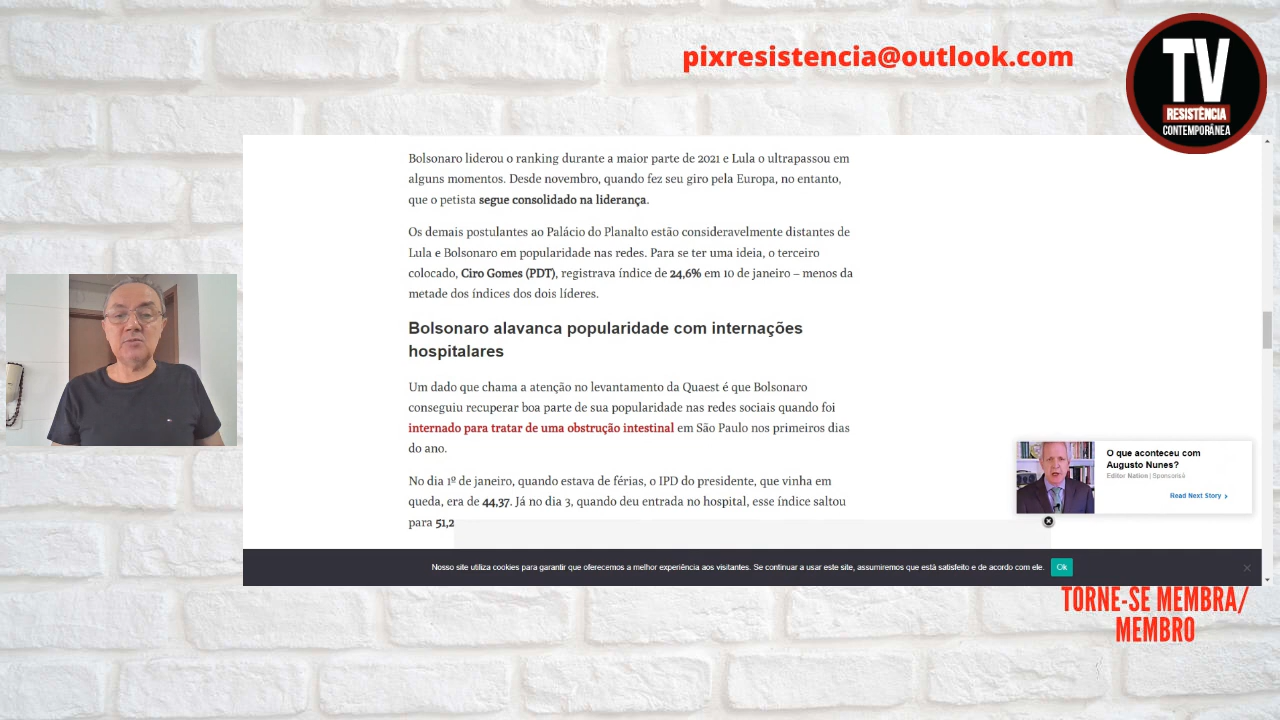 pixresistencia@outlook.com
TV
RESISTÊNCIA
CONTEMPORÂNEA
Bolsonaro liderou o ranking durante a maior parte de 2021 e Lula o ultrapassou em
alguns momentos. Desde novembro, quando fez seu giro pela Europa, no entanto,
que o petista segue consolidado na liderança.
Os demais postulantes ao Palácio do Planalto estão consideravelmente distantes de
Lula e Bolsonaro em popularidade nas redes. Para se ter uma ideia, o terceiro
colocado, Ciro Gomes (PDT), registrava índice de 24,6% em 10 de janeiro – menos da
metade dos índices dos dois líderes.
Bolsonaro alavanca popularidade com internações
hospitalares
Um dado que chama a atenção no levantamento da Quaest é que Bolsonaro
conseguiu recuperar boa parte de sua popularidade nas redes sociais quando foi
internado para tratar de uma obstrução intestinal em São Paulo nos primeiros dias
do ano.
No dia 1º de janeiro, quando estava de férias, o IPD do presidente, que vinha em
queda, era de 44,37. Já no dia 3, quando deu entrada no hospital, esse índice saltou
para 51,2
O que aconteceu com
Augusto Nunes?
Editor Nation | Sponsorisé
Read Next Story
Nosso site utiliza cookies para garantir que oferecemos a melhor experiência aos visitantes. Se continuar a usar este site, assumiremos que está satisfeito e de acordo com ele.
Ok
TORNE-SE MEMBRA/
MEMBRO